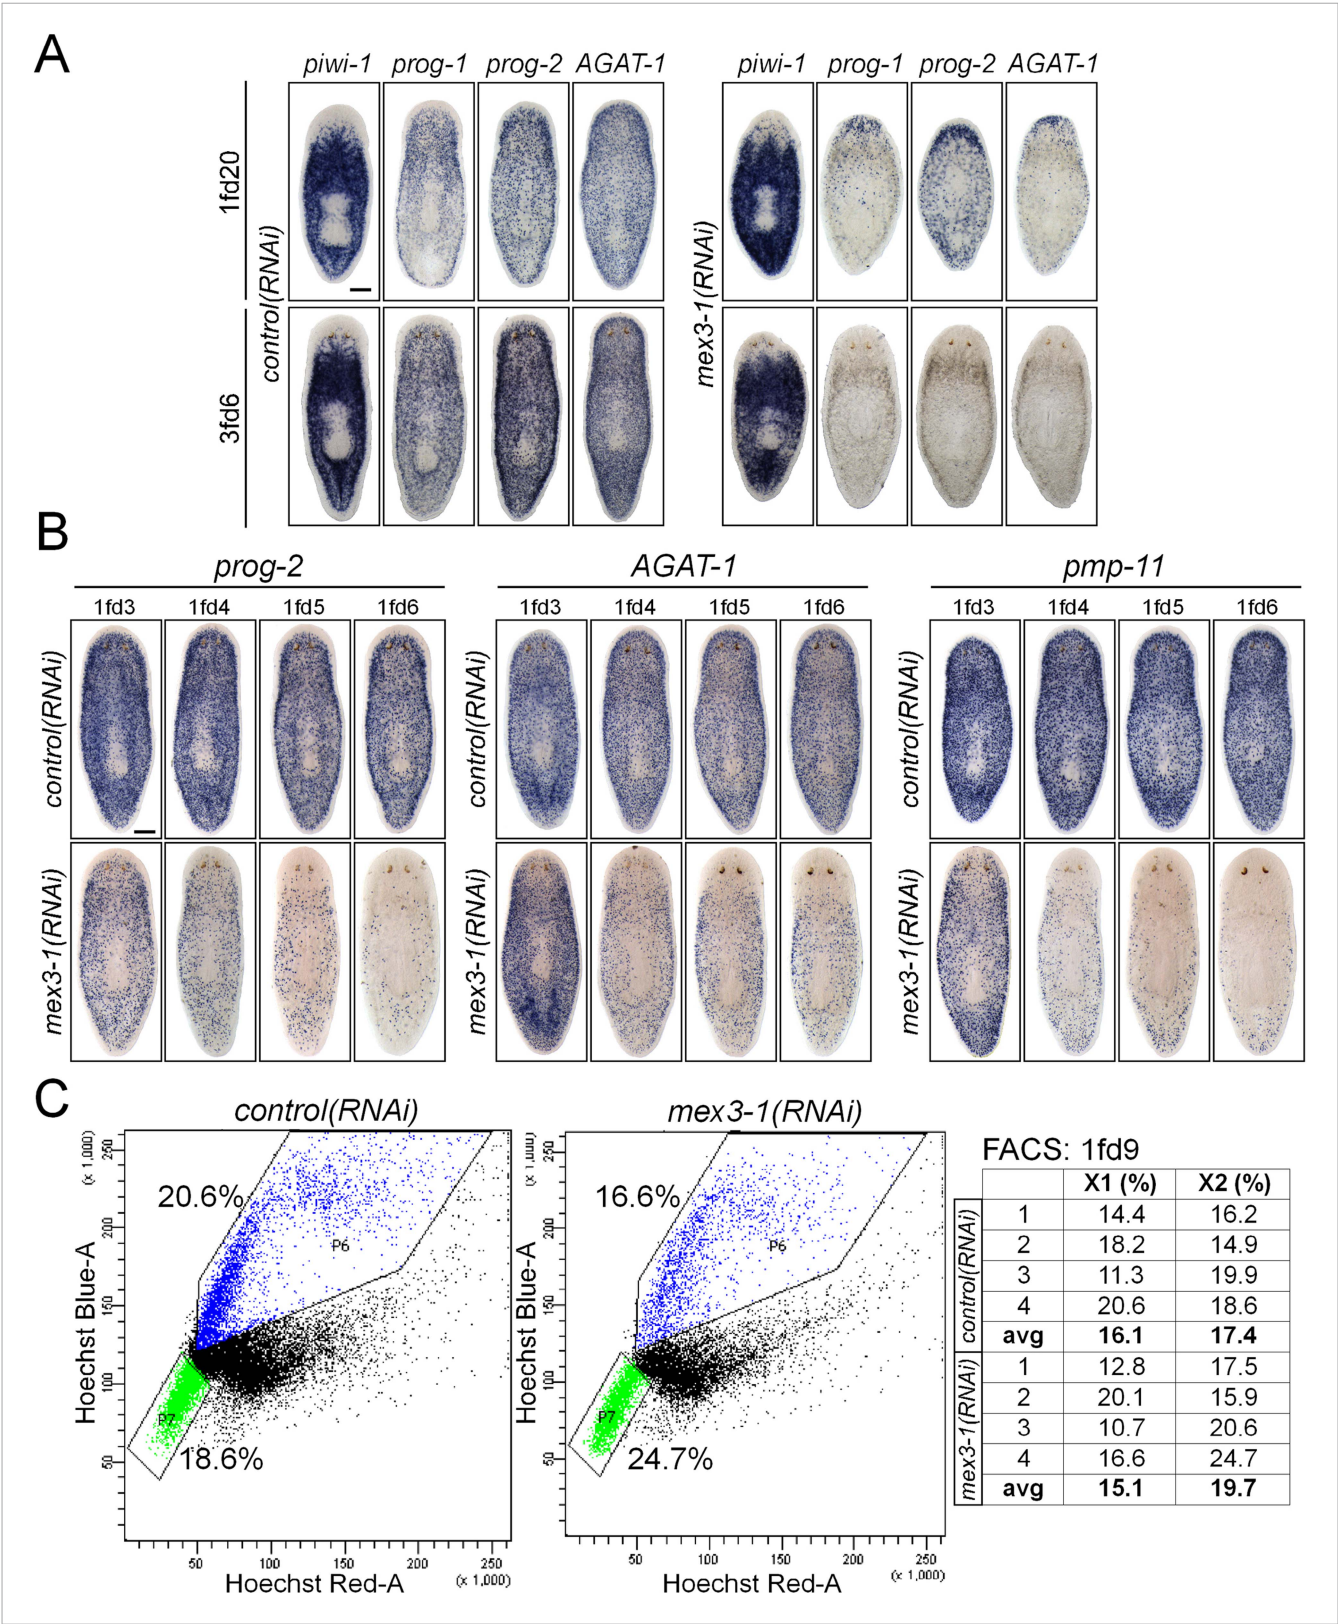 A
piwi-1 prog-1 prog-2 AGAT-1 piwi-1 prog-1 prog-2 AGAT-1
1fd20
control(RNAi)
mex3-1(RNAi)
3fd6
B
prog-2 AGAT-1 pmp-11
1fd3 1fd4 1fd5 1fd6 1fd3 1fd4 1fd5 1fd6 1fd3 1fd4 1fd5 1fd6
control(RNAi) control(RNAi) control(RNAi)
mex3-1(RNAi) mex3-1(RNAi) mex3-1(RNAi)
C
control(RNAi)
(x 1,000)
250
200
150
100
50
Hoechst Blue-A
20.6%
P6
P7
18.6%
50 100 150 200 250
(x 1,000)
Hoechst Red-A
mex3-1(RNAi)
250
200
150
100
50
Hoechst Blue-A
16.6%
P6
P7
24.7%
50 100 150 200 250
(x 1,000)
Hoechst Red-A
FACS: 1fd9
X1 (%) X2 (%)
control(RNAi)
1 14.4 16.2
2 18.2 14.9
3 11.3 19.9
4 20.6 18.6
avg 16.1 17.4
mex3-1(RNAi)
1 12.8 17.5
2 20.1 15.9
3 10.7 20.6
4 16.6 24.7
avg 15.1 19.7